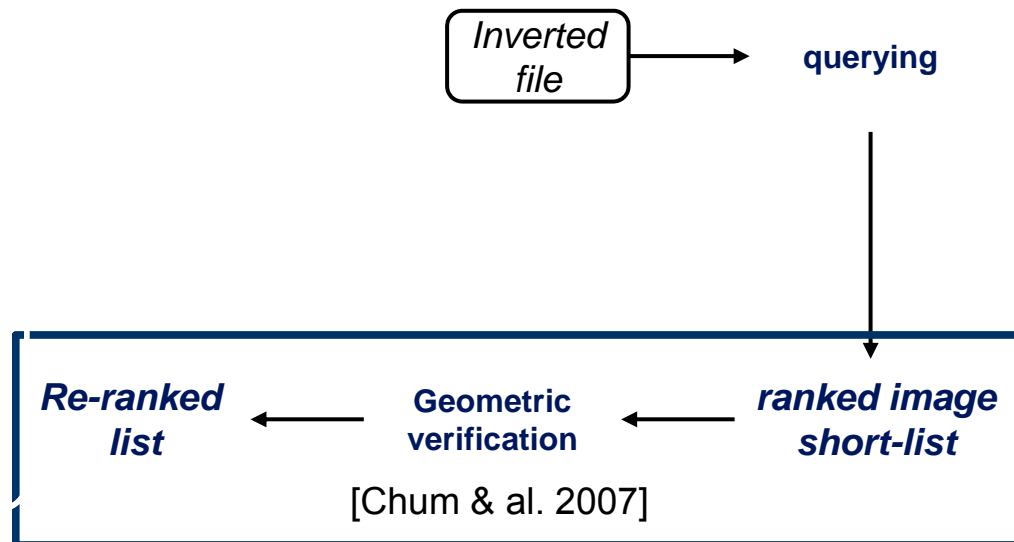 Inverted
file
querying
ranked image
short-list
Geometric
verification
Re-ranked
list
[Chum & al. 2007]